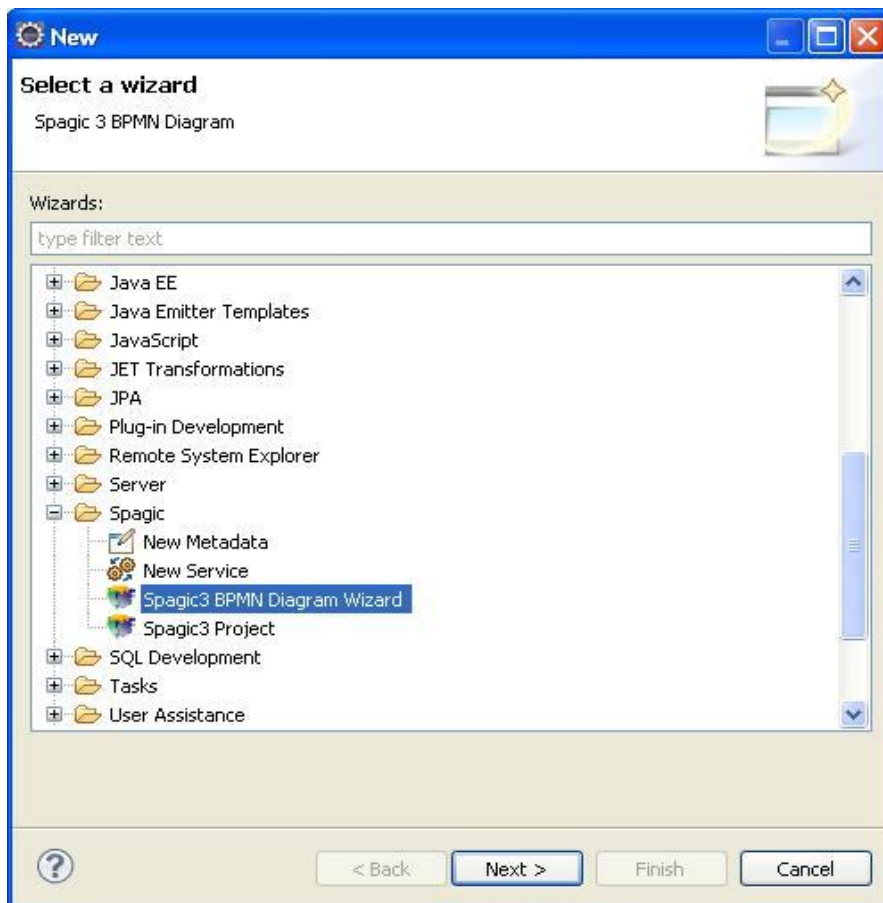 New
Select a wizard
Spagic 3 BPMN Diagram
Wizards:
type filter text
Java EE
Java Emitter Templates
JavaScript
JET Transformations
JPA
Plug-in Development
Remote System Explorer
Server
Spagic
New Metadata
New Service
Spagic3 BPMN Diagram Wizard
Spagic3 Project
SQL Development
Tasks
User Assistance
? < Back Next > Finish Cancel